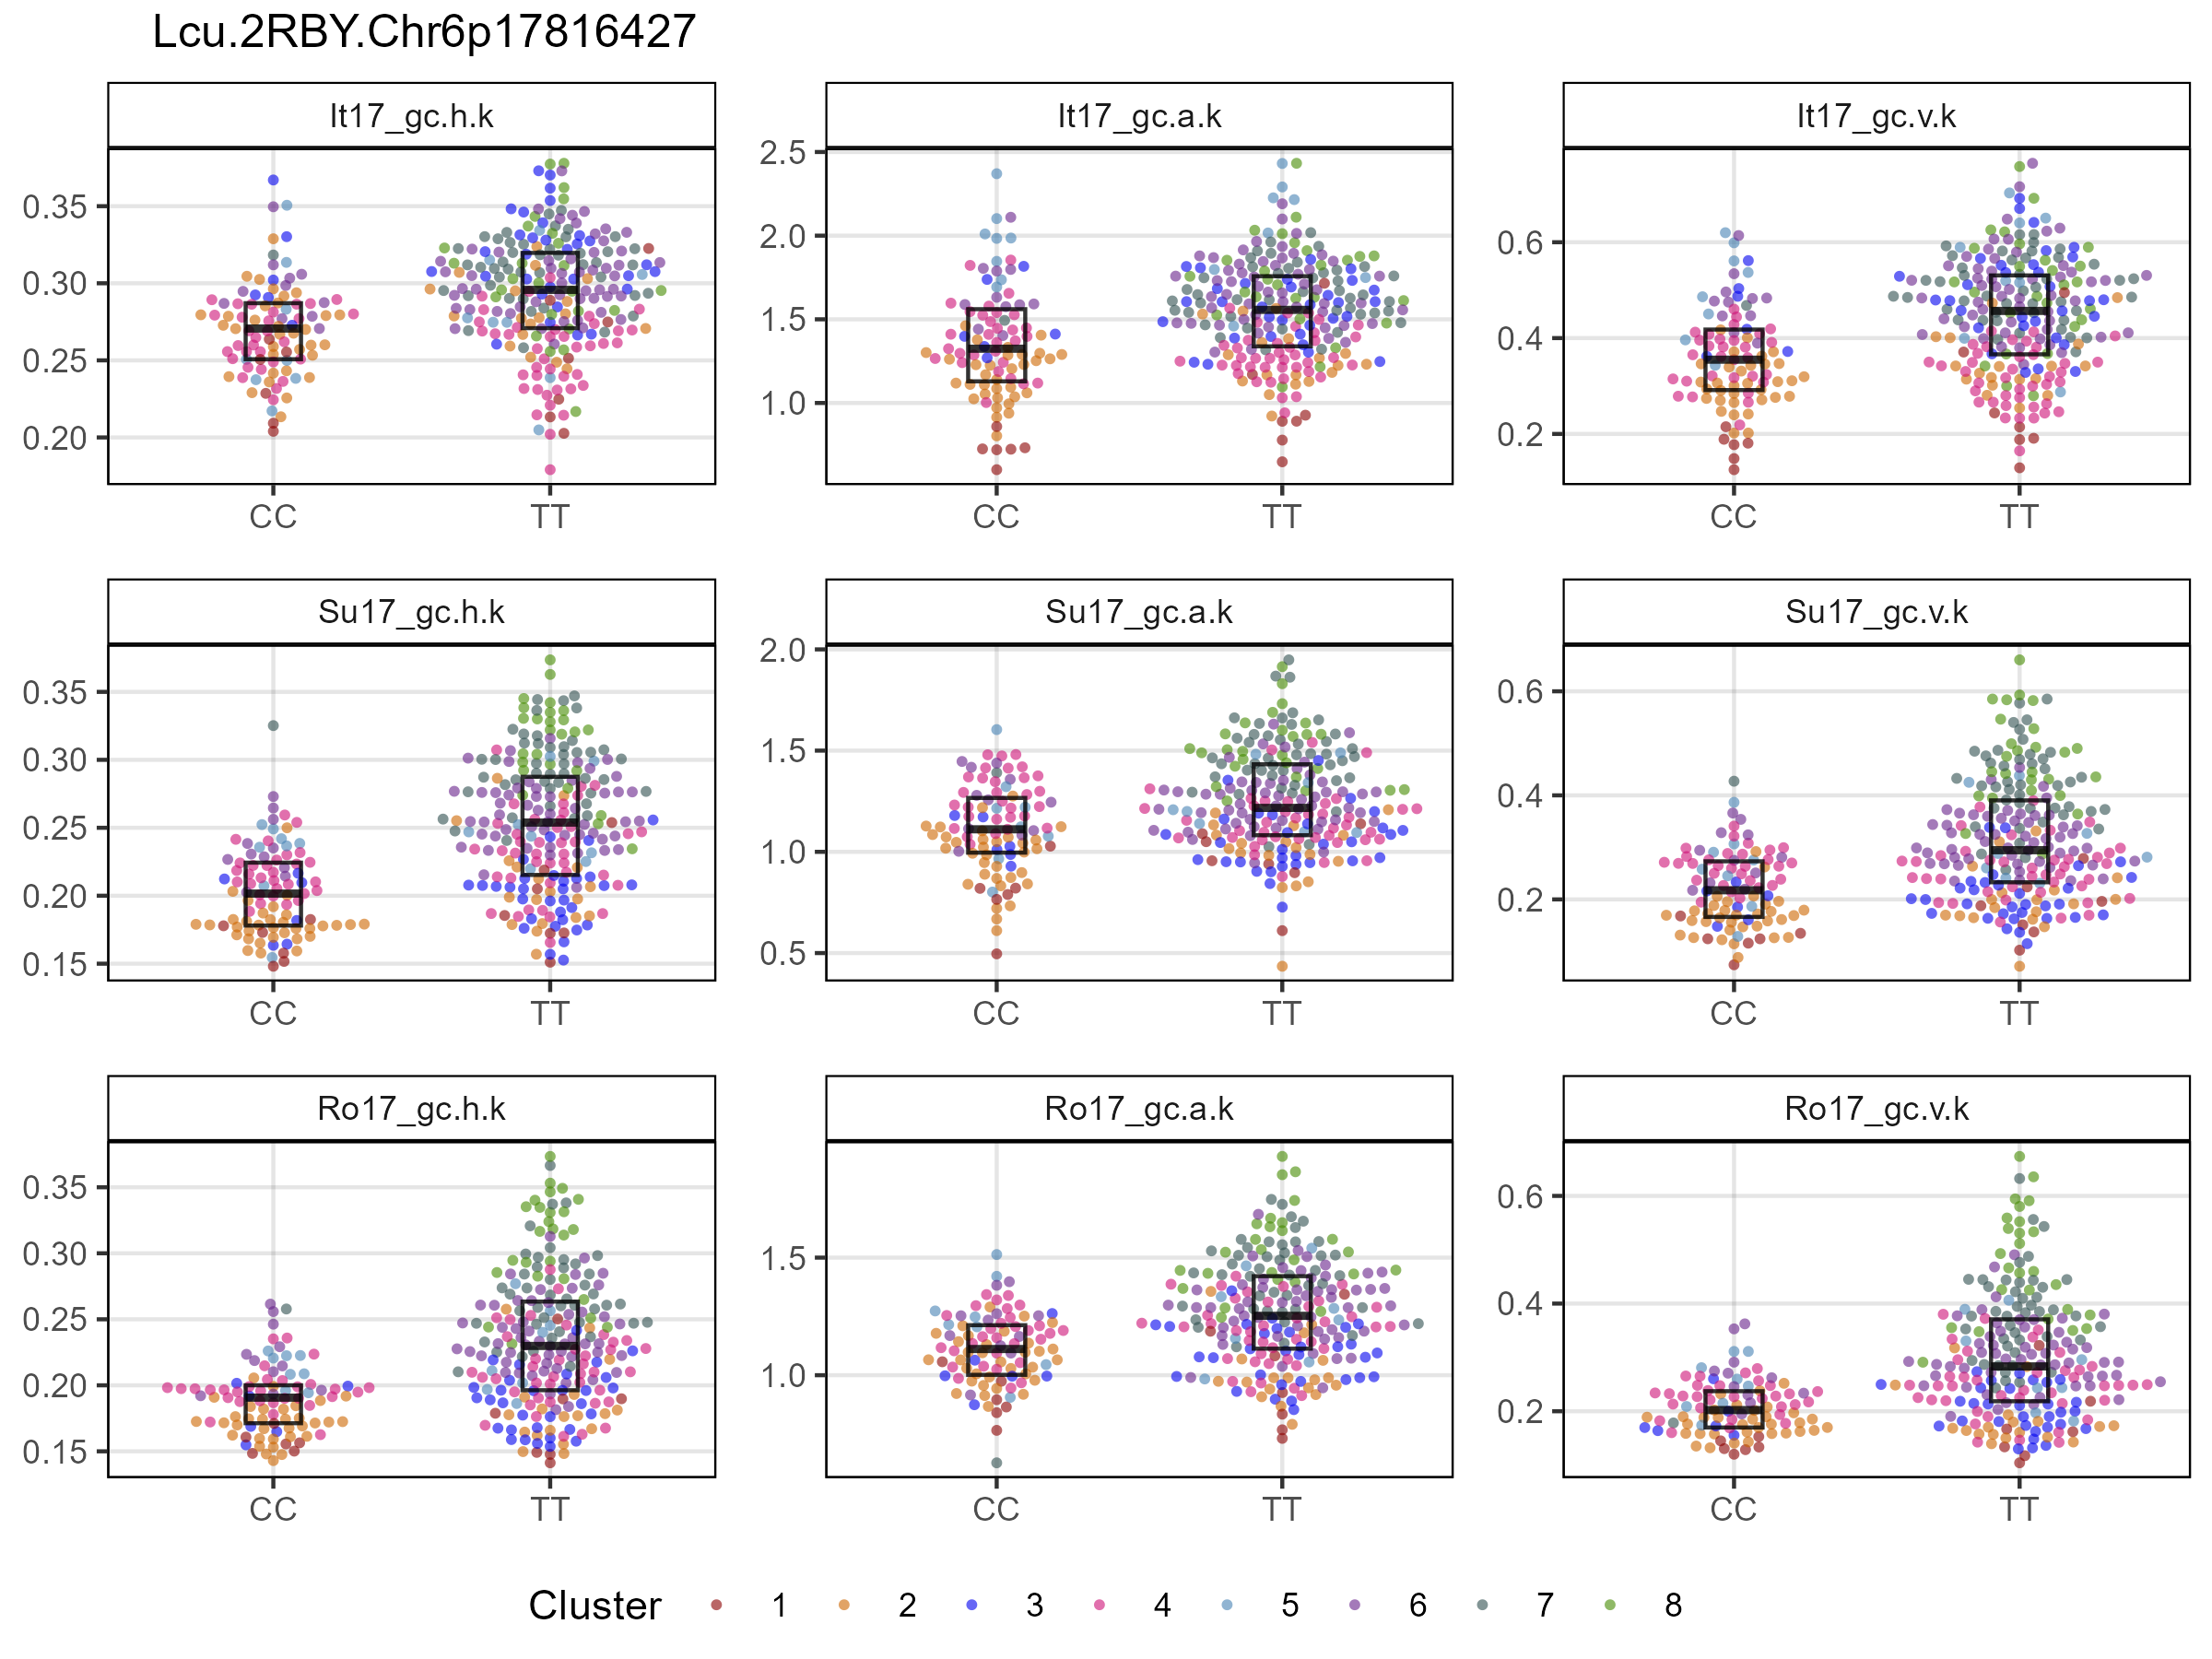 Lcu.2RBY.Chr6p17816427
It17_gc.h.k It17_gc.a.k It17_gc.v.k
0.35 0.30 0.25 0.20
2.5 2.0 1.5 1.0
0.6 0.4 0.2
CC TT CC TT CC TT
Su17_gc.h.k Su17_gc.a.k Su17_gc.v.k
0.35 0.30 0.25 0.20 0.15
2.0 1.5 1.0 0.5
0.6 0.4 0.2
CC TT CC TT CC TT
Ro17_gc.h.k Ro17_gc.a.k Ro17_gc.v.k
0.35 0.30 0.25 0.20 0.15
1.5 1.0
0.6 0.4 0.2
CC TT CC TT CC TT
Cluster 1 2 3 4 5 6 7 8